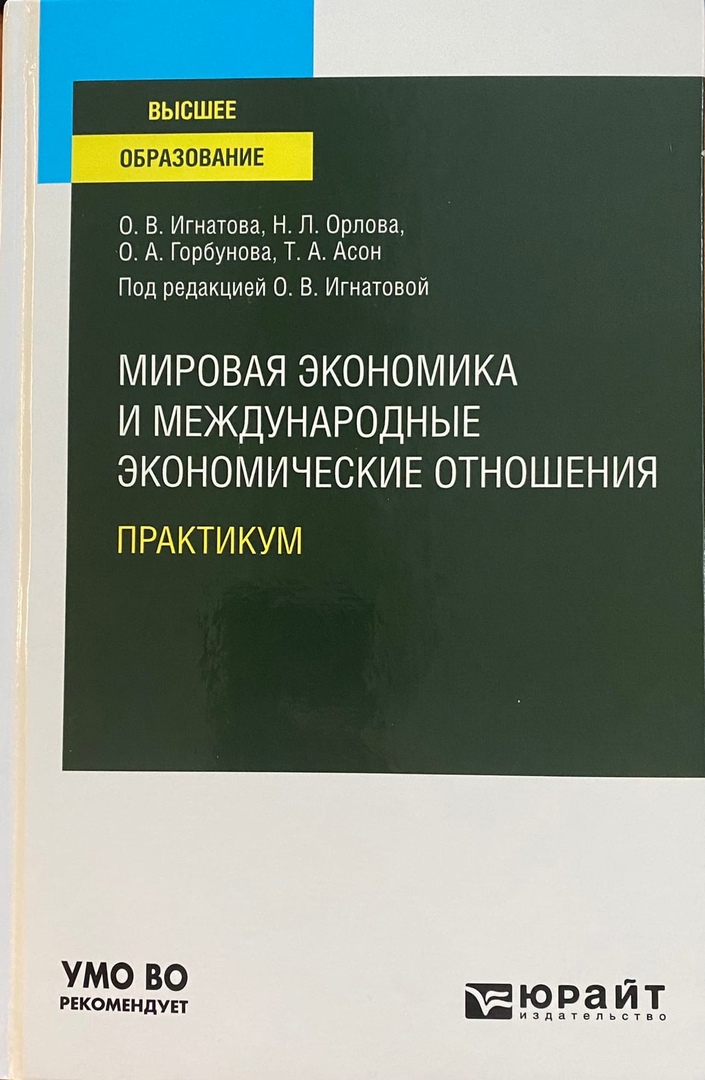 ВЫСШЕЕ
ОБРАЗОВАНИЕ
О. В. Игнатова, Н. Л. Орлова,
О. А. Горбунова, Т. А. Асон
Под редакцией О. В. Игнатовой
МИРОВАЯ ЭКОНОМИКА
И МЕЖДУНАРОДНЫЕ
ЭКОНОМИЧЕСКИЕ ОТНОШЕНИЯ
ПРАКТИКУМ
УМО ВО
РЕКОМЕНДУЕТ
ЮРАЙТ
издательство